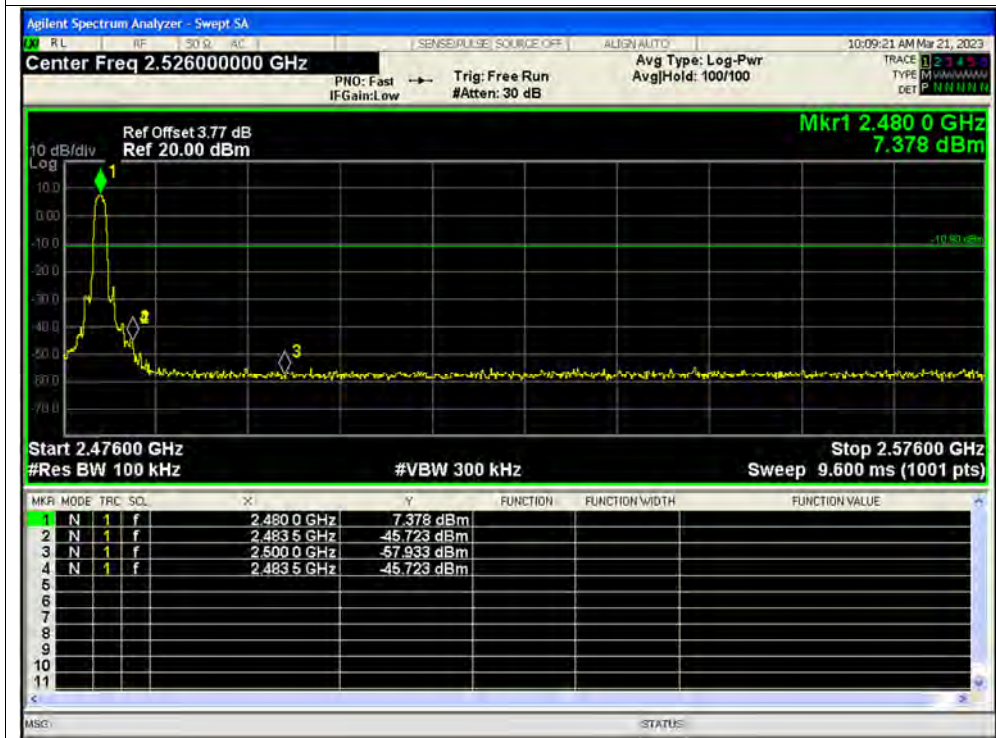 Agilent Spectrum Analyzer - Swept SA
RL RF 50 Ω AC SENSE:PULSE SOURCE OFF ALIGN AUTO 10:09:21 AM Mar 21, 2023
Center Freq 2.526000000 GHz
PNO: Fast
IFGain:Low
Trig: Free Run
#Atten: 30 dB
Avg Type: Log-Pwr
Avg|Hold: 100/100
TRACE 1 2 3 4 5 6
TYPE M
DET P N N N N N
Mkr1 2.480 0 GHz
7.378 dBm
Ref Offset 3.77 dB
10 dB/div Ref 20.00 dBm
Log
10.0
0.00
-10.0
-20.0
-30.0
-40.0
-50.0
-60.0
-70.0
1
2
3
-10.90 dBm
Start 2.47600 GHz Stop 2.57600 GHz
#Res BW 100 kHz #VBW 300 kHz Sweep 9.600 ms (1001 pts)
MKR MODE TRC SCL X Y FUNCTION FUNCTION WIDTH FUNCTION VALUE
1 N 1 f 2.480 0 GHz 7.378 dBm
2 N 1 f 2.483 5 GHz -45.723 dBm
3 N 1 f 2.500 0 GHz -57.933 dBm
4 N 1 f 2.483 5 GHz -45.723 dBm
5
6
7
8
9
10
11
MSG STATUS